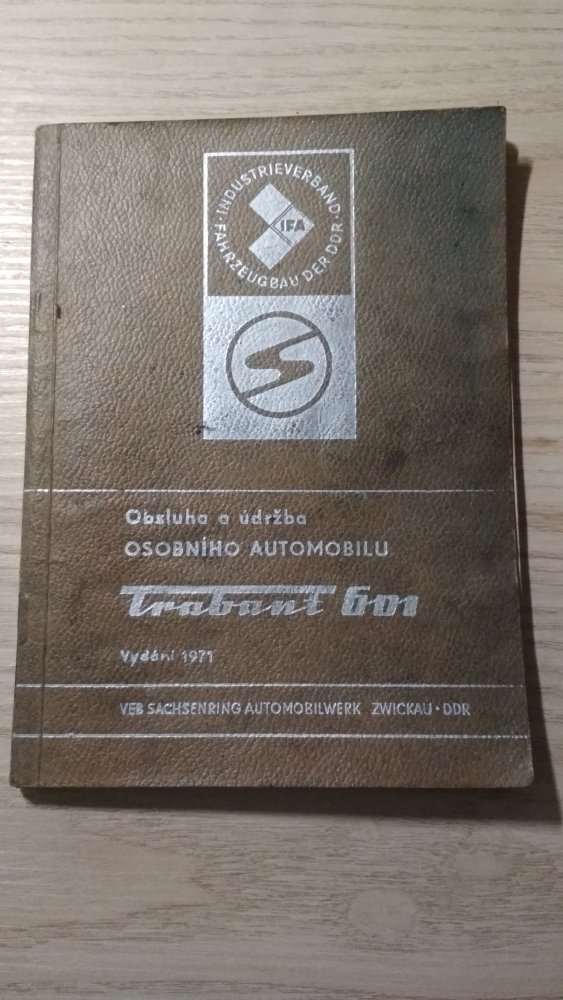 INDUSTRIEVERBAND
FAHRZEUGBAU DER DDR
IFA
Obsluha a údržba
OSOBNÍHO AUTOMOBILU
Trabant 601
Vydání 1971
VEB SACHSENRING AUTOMOBILWERK ZWICKAU · DDR